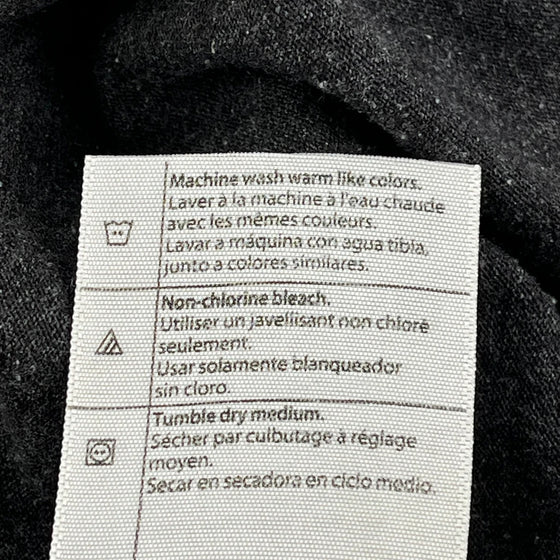 Machine wash warm like colors.
Laver à la machine à l'eau chaude
avec les mêmes couleurs.
Lavar a máquina con agua tibia,
junto a colores similares.
Non-chlorine bleach.
Utiliser un javellisant non chloré
seulement.
Usar solamente blanqueador
sin cloro.
Tumble dry medium.
Sécher par culbutage à réglage
moyen.
Secar en secadora en ciclo medio.